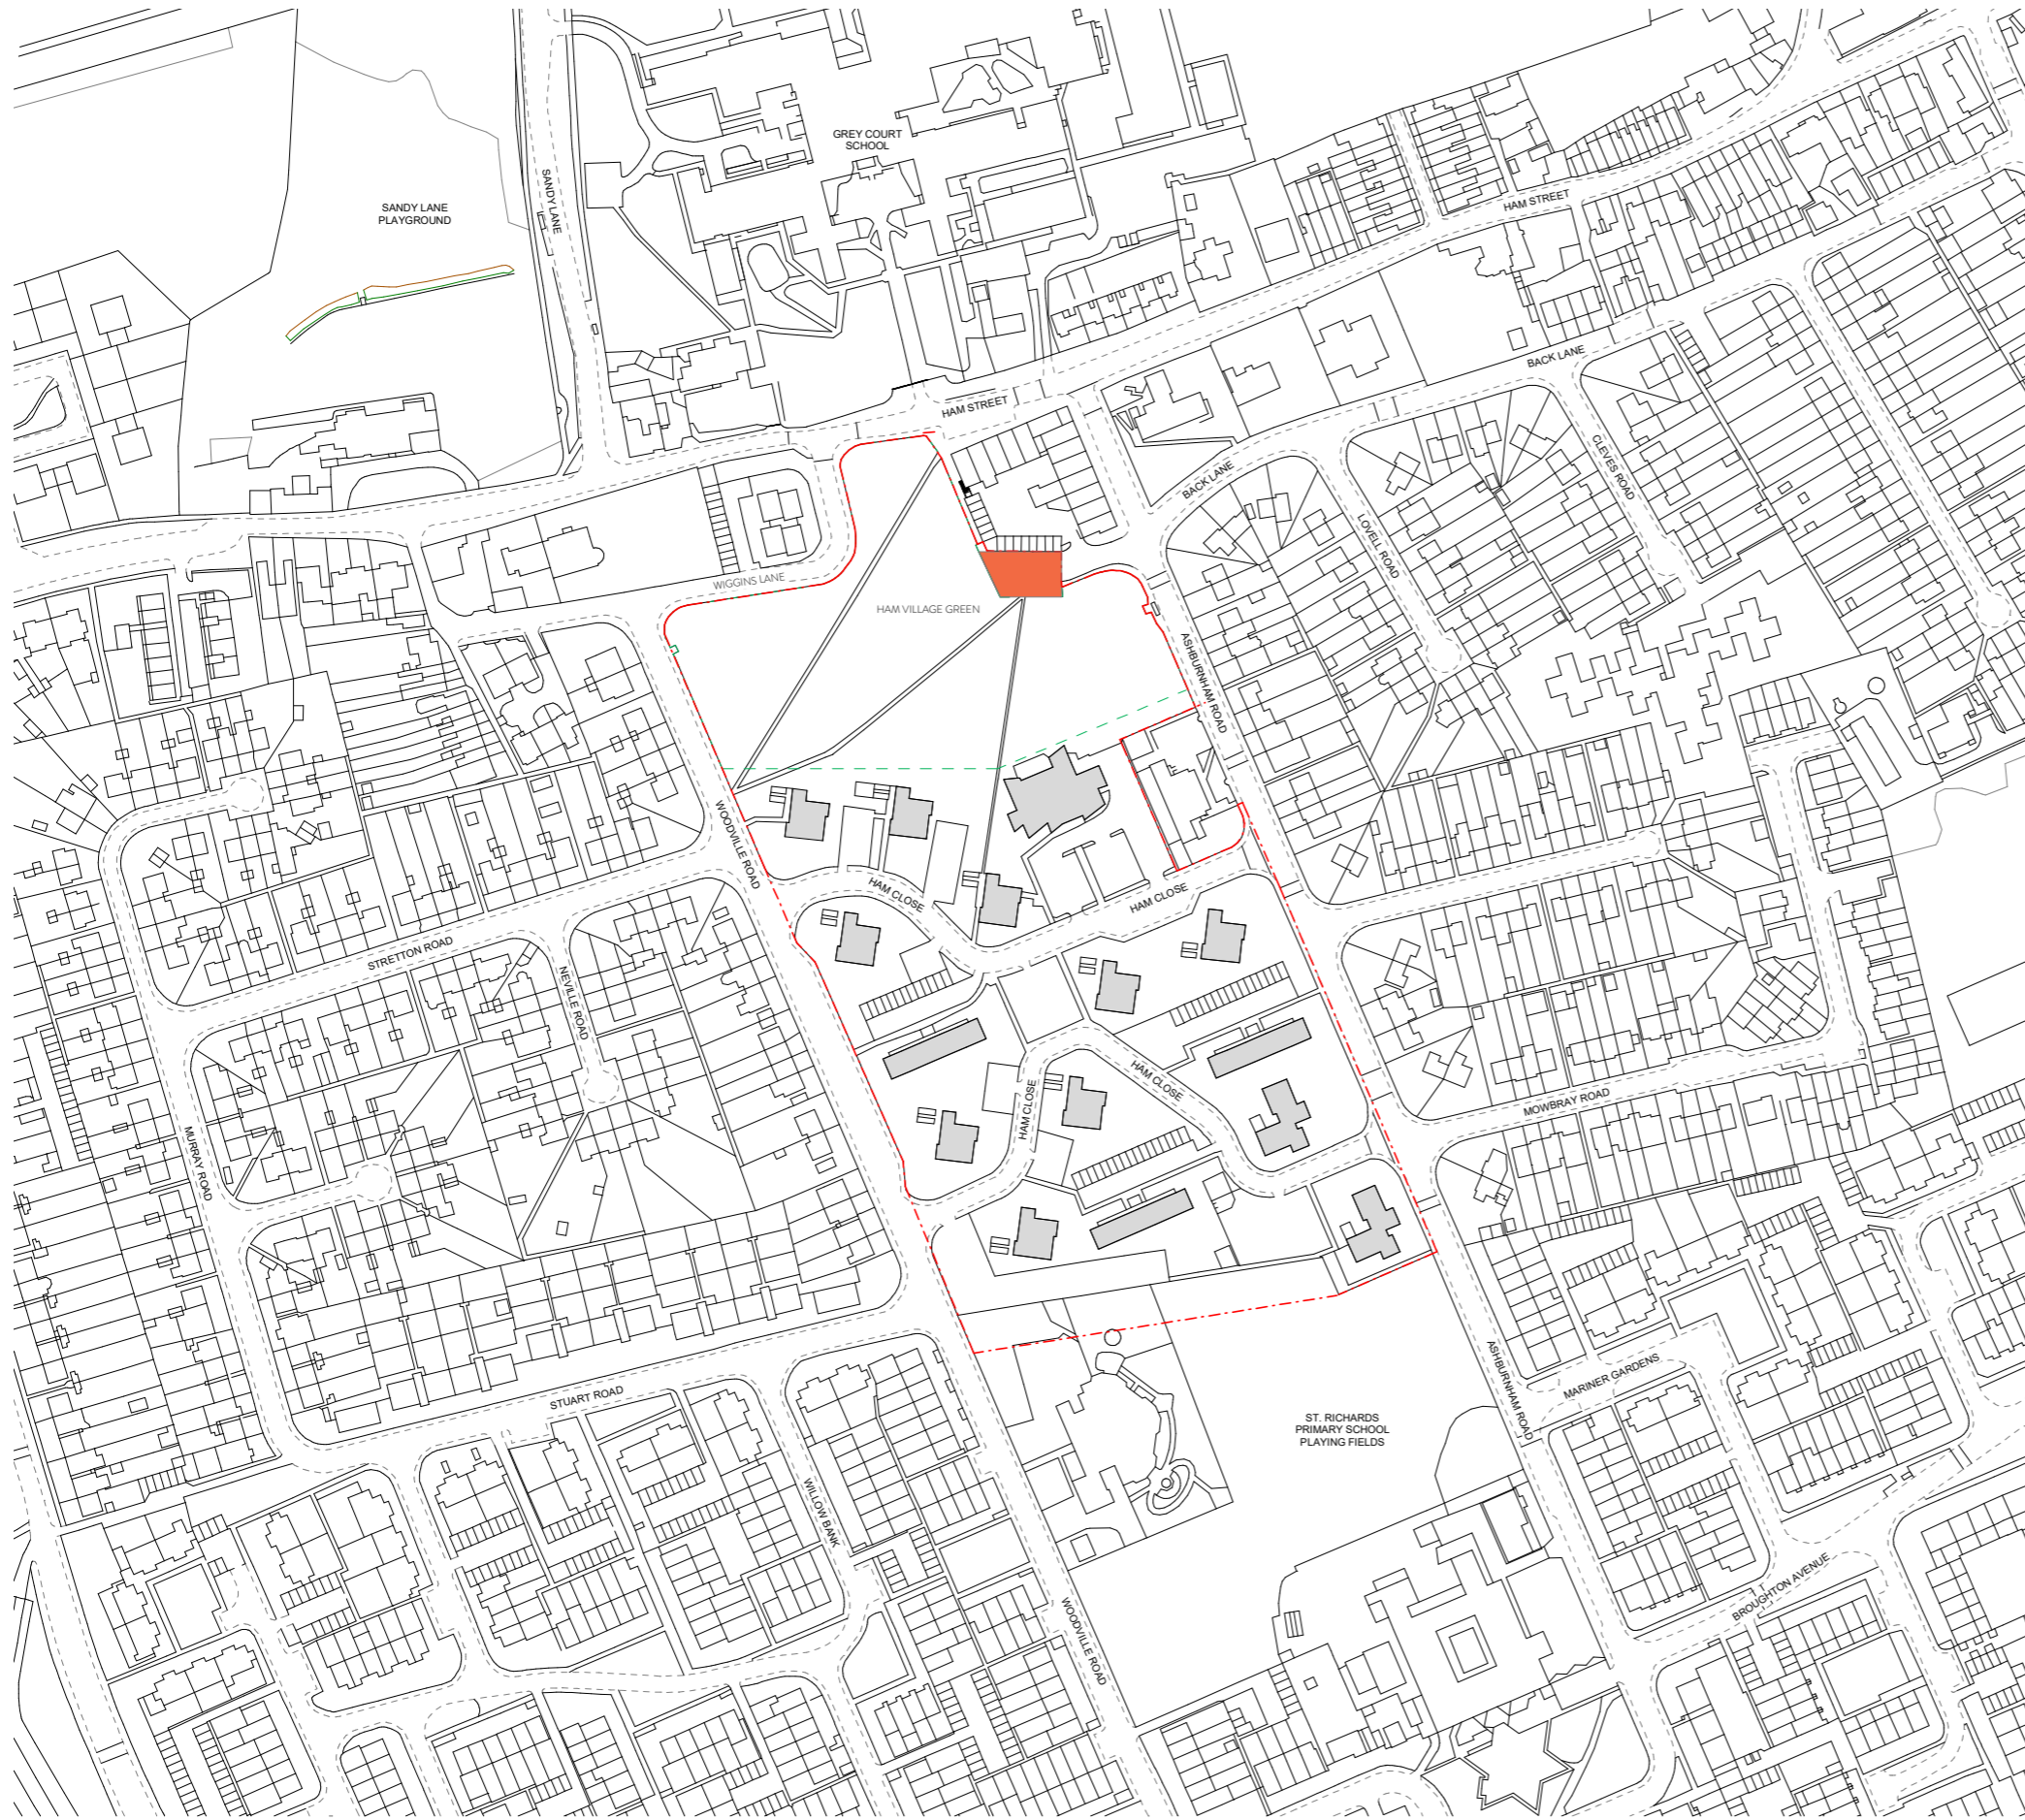 GREY COURT
SCHOOL
SANDY LANE
SANDY LANE
PLAYGROUND
HAM STREET
HAM STREET
BACK LANE
BACK LANE
CLEVES ROAD
LOVELL ROAD
WIGGINS LANE
HAM VILLAGE GREEN
ASHBURNHAM ROAD
WOODVILLE ROAD
HAM CLOSE
HAM CLOSE
STRETTON ROAD
NEVILLE ROAD
HAM CLOSE
HAM CLOSE
MOWBRAY ROAD
MURRAY ROAD
ASHBURNHAM ROAD
MARINER GARDENS
STUART ROAD
ST. RICHARDS
PRIMARY SCHOOL
PLAYING FIELDS
WILLOW BANK
BROUGHTON AVENUE
WOODVILLE ROAD